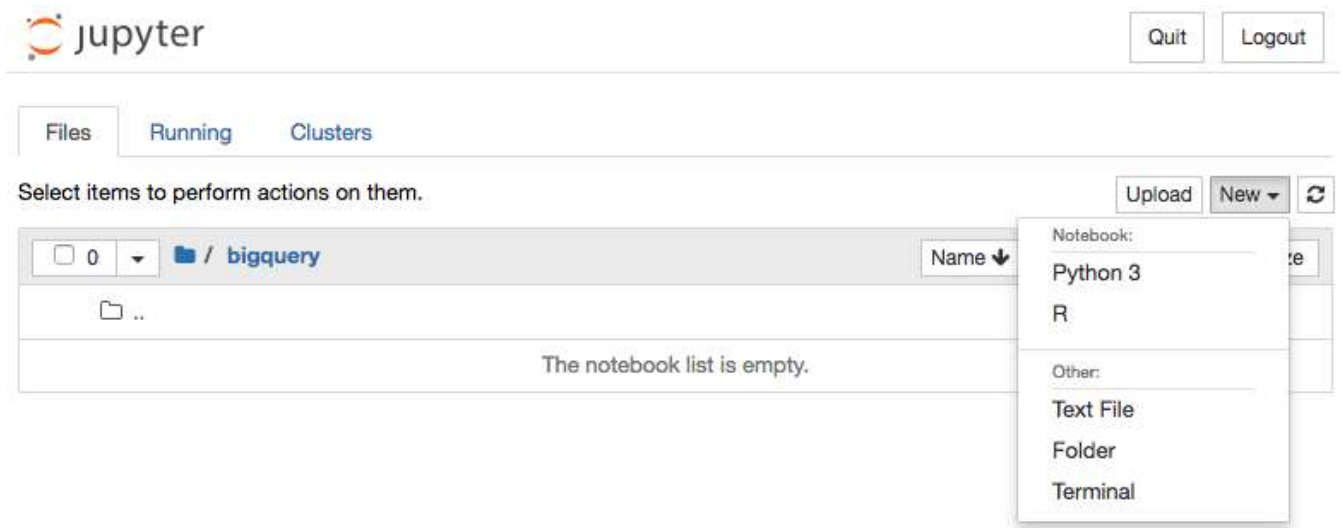 jupyter
Quit
Logout
Files
Running
Clusters
Select items to perform actions on them.
Upload
New
0
/ bigquery
Name
ze
..
The notebook list is empty.
Notebook:
Python 3
R
Other:
Text File
Folder
Terminal